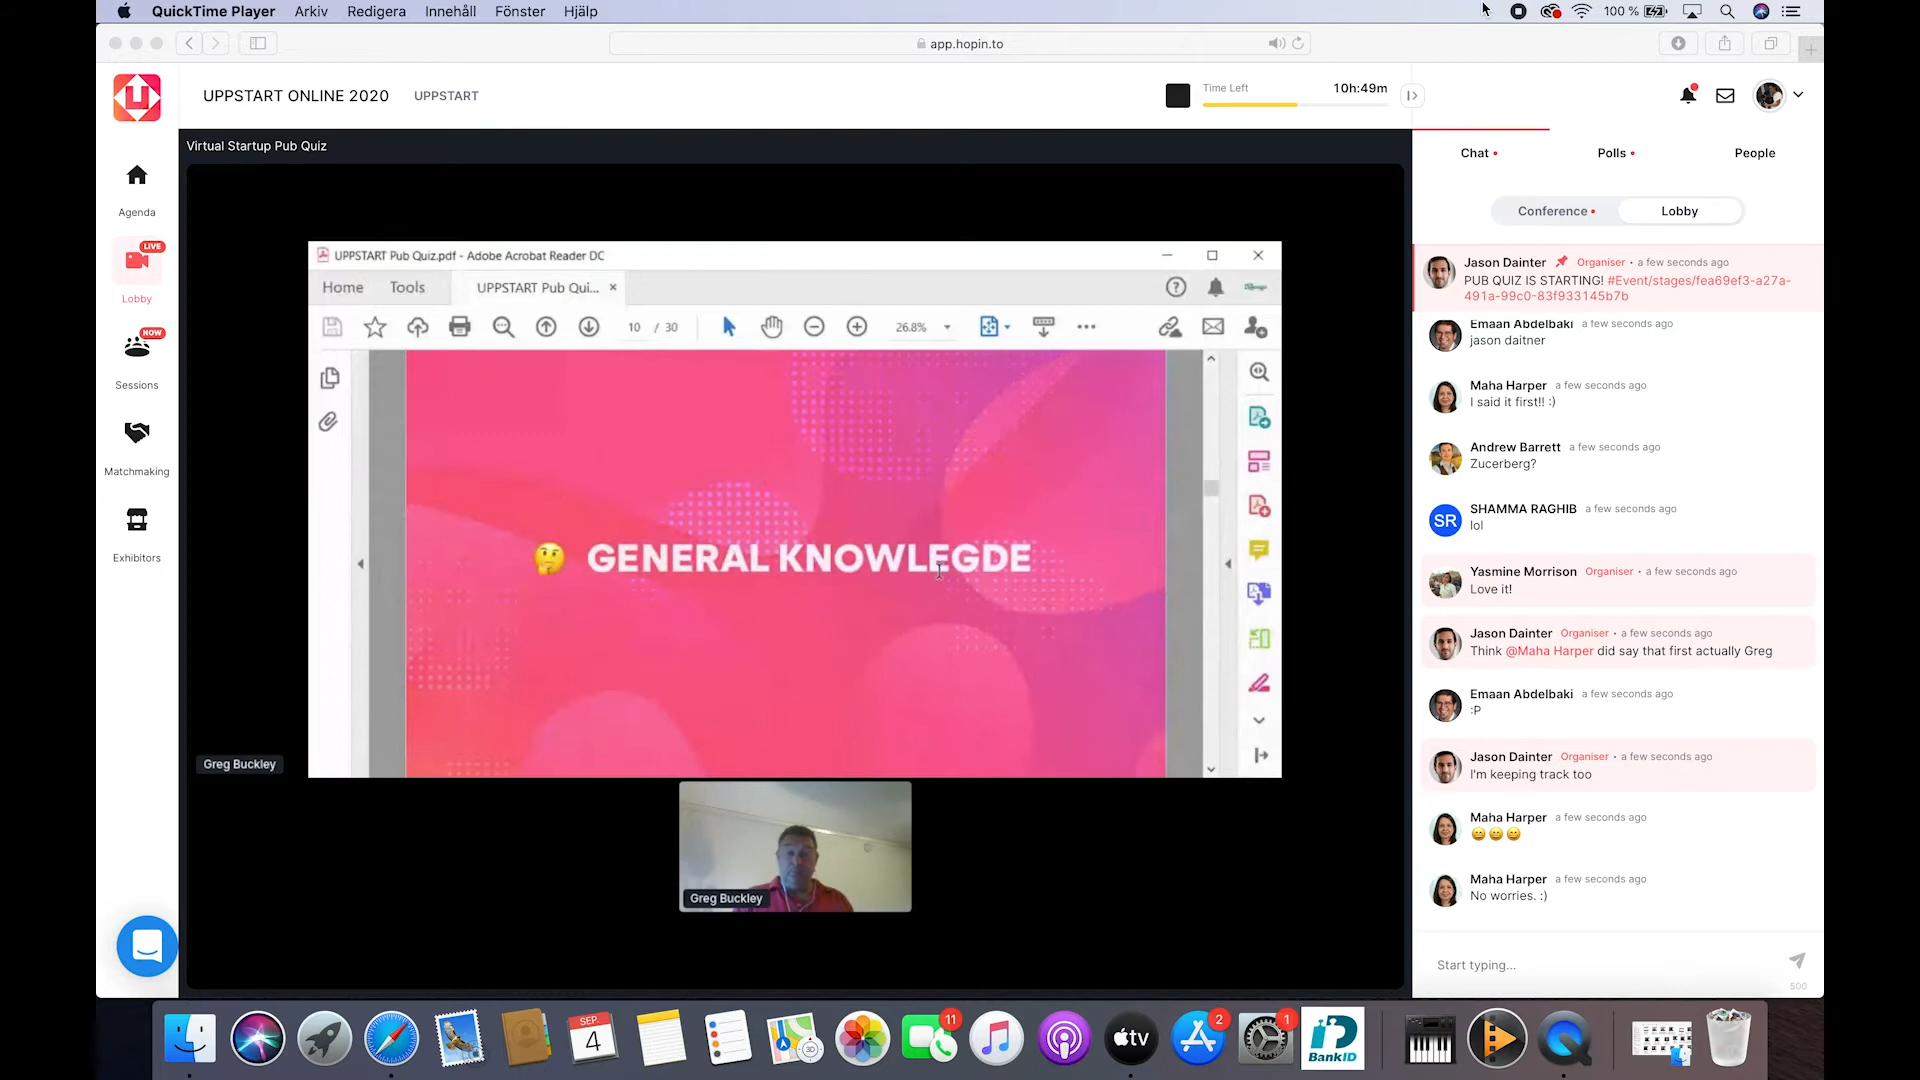 QuickTime Player Arkiv Redigera Innehåll Fönster Hjälp 100 %
app.hopin.to
UPPSTART ONLINE 2020 UPPSTART
Time Left 10h:49m
Virtual Startup Pub Quiz
Agenda
LIVE
Lobby
NOW
Sessions
Matchmaking
Exhibitors
UPPSTART Pub Quiz.pdf - Adobe Acrobat Reader DC
Home Tools UPPSTART Pub Qui... ×
10 / 30 26.8%
🤔 GENERAL KNOWLEGDE
Greg Buckley
Greg Buckley
Chat Polls People
Conference Lobby
Jason Dainter Organiser • a few seconds ago
PUB QUIZ IS STARTING! #Event/stages/fea69ef3-a27a-
491a-99c0-83f933145b7b
Emaan Abdelbaki a few seconds ago
jason daitner
Maha Harper a few seconds ago
I said it first!! :)
Andrew Barrett a few seconds ago
Zucerberg?
SR
SHAMMA RAGHIB a few seconds ago
lol
Yasmine Morrison Organiser • a few seconds ago
Love it!
Jason Dainter Organiser • a few seconds ago
Think @Maha Harper did say that first actually Greg
Emaan Abdelbaki a few seconds ago
:P
Jason Dainter Organiser • a few seconds ago
I'm keeping track too
Maha Harper a few seconds ago
😄 😄 😄
Maha Harper a few seconds ago
No worries. :)
Start typing...
500
SEP.
4
3D
11
tv
2
1
BankID